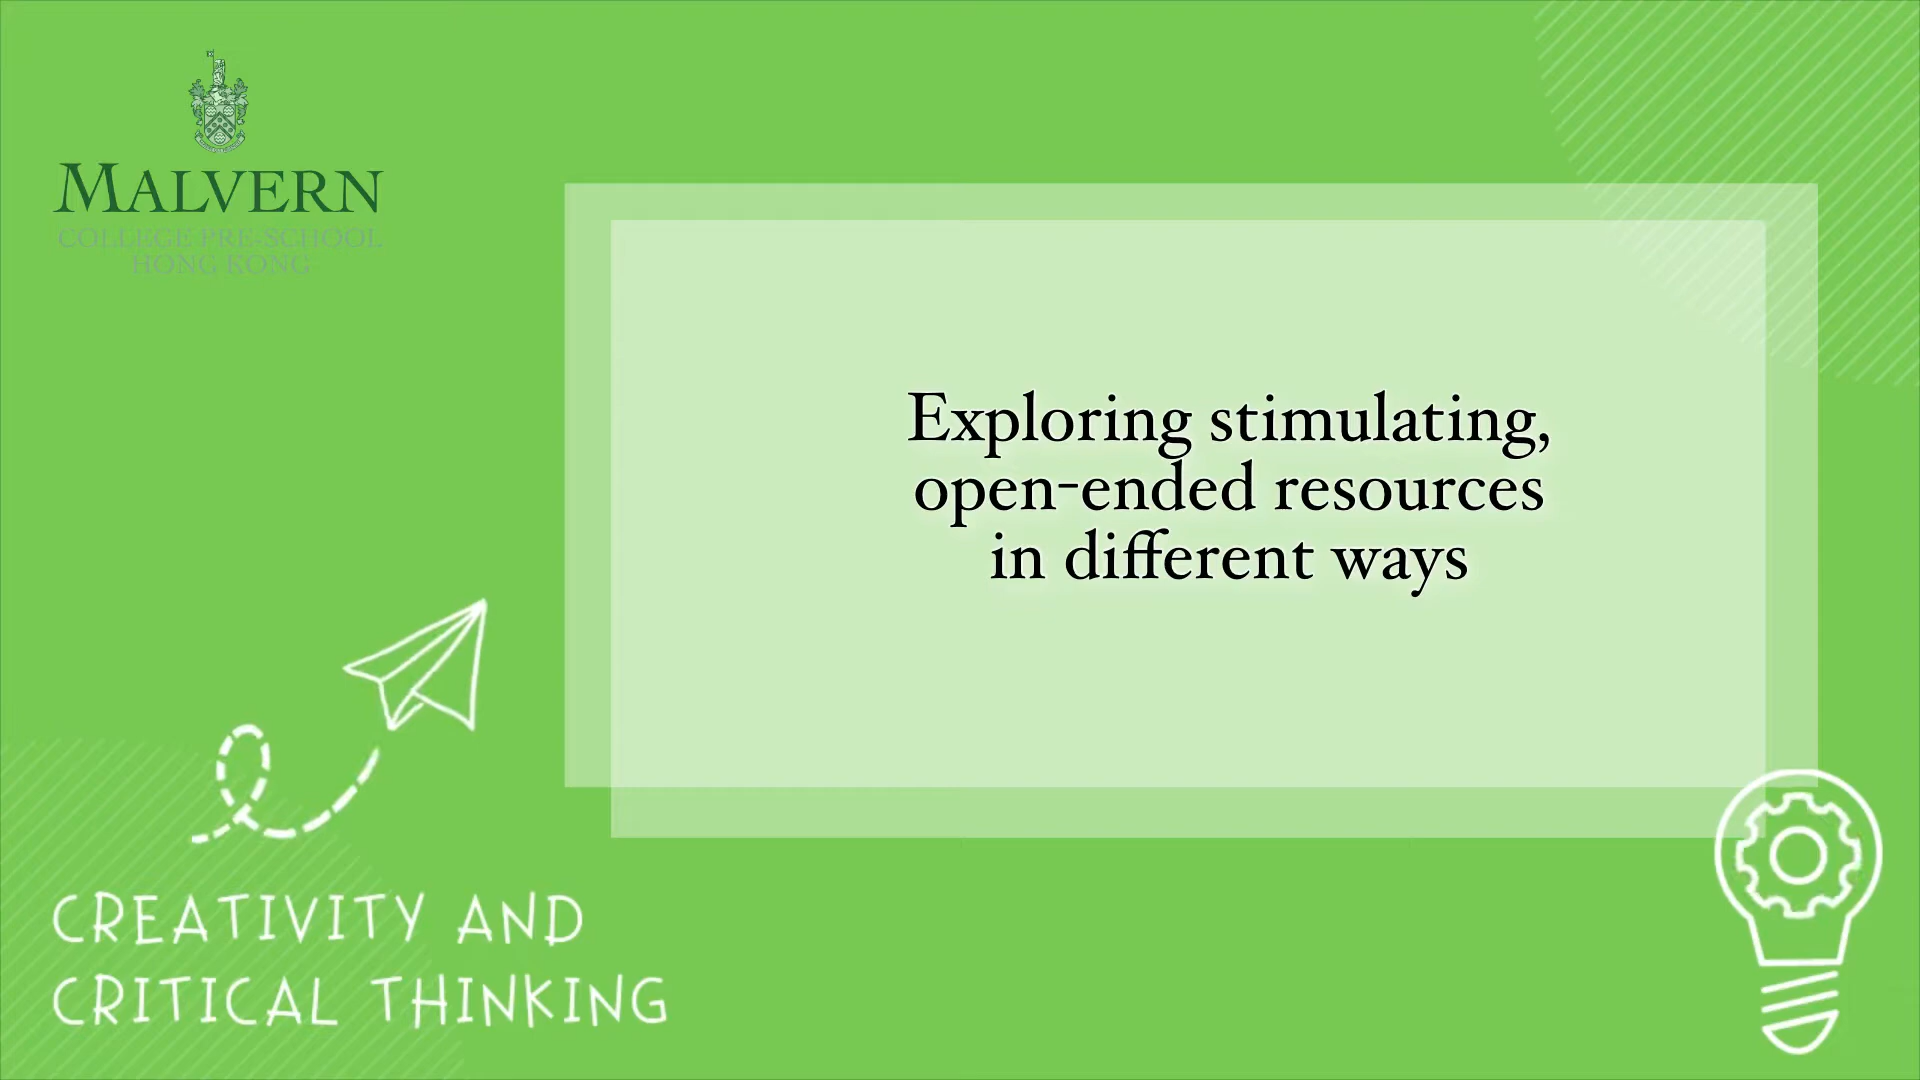 MALVERN
COLLEGE PRE-SCHOOL
HONG KONG
Exploring stimulating,
open-ended resources
in different ways
CREATIVITY AND
CRITICAL THINKING